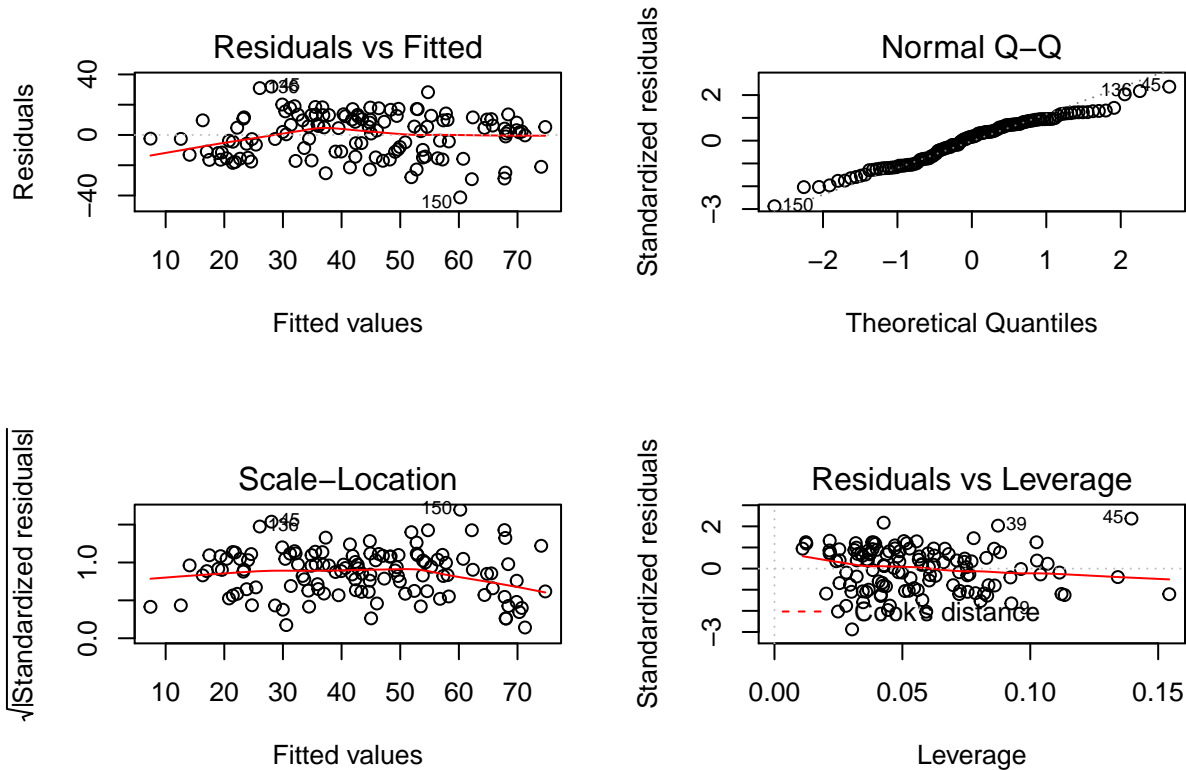 Residuals vs Fitted
Residuals
40
0
−40
45
136
150
10 20 30 40 50 60 70
Fitted values
Normal Q−Q
Standardized residuals
2
0
−3
136
45
150
−2 −1 0 1 2
Theoretical Quantiles
Scale−Location
√|Standardized residuals|
1.0
0.0
150
45
136
10 20 30 40 50 60 70
Fitted values
Residuals vs Leverage
Standardized residuals
2
0
−3
45
39
Cook's distance
0.00 0.05 0.10 0.15
Leverage